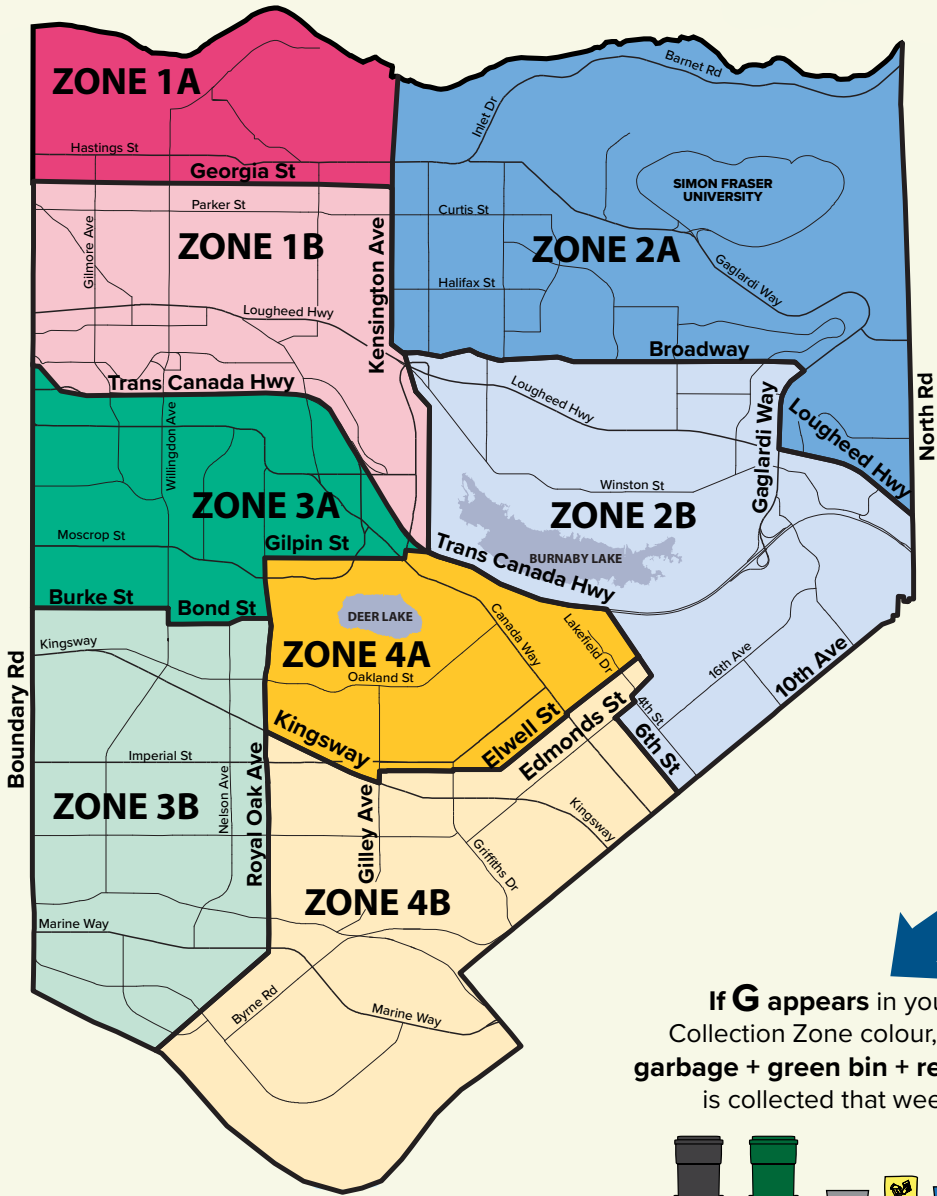 ZONE 1A
Barnet Rd
Inlet Dr
Hastings St
Georgia St
SIMON FRASER
UNIVERSITY
Parker St
Curtis St
Gilmore Ave
ZONE 1B
Kensington Ave
ZONE 2A
Gaglardi Way
Halifax St
Lougheed Hwy
Broadway
Trans Canada Hwy
Lougheed Hwy
Gaglardi Way
Lougheed Hwy
North Rd
Willingdon Ave
ZONE 3A
Winston St
ZONE 2B
Moscrop St
Gilpin St
Trans Canada Hwy
BURNABY LAKE
Burke St
Bond St
DEER LAKE
Canada Way
Lakefield Dr
Kingsway
ZONE 4A
Oakland St
16th Ave
10th Ave
Boundary Rd
4th St
6th St
Kingsway
Elwell St
Edmonds St
Imperial St
Nelson Ave
Royal Oak Ave
ZONE 3B
Gilley Ave
Kingsway
Griffiths Dr
ZONE 4B
Marine Way
Byrne Rd
Marine Way
If G appears in you
Collection Zone colour,
garbage + green bin + re
is collected that wee